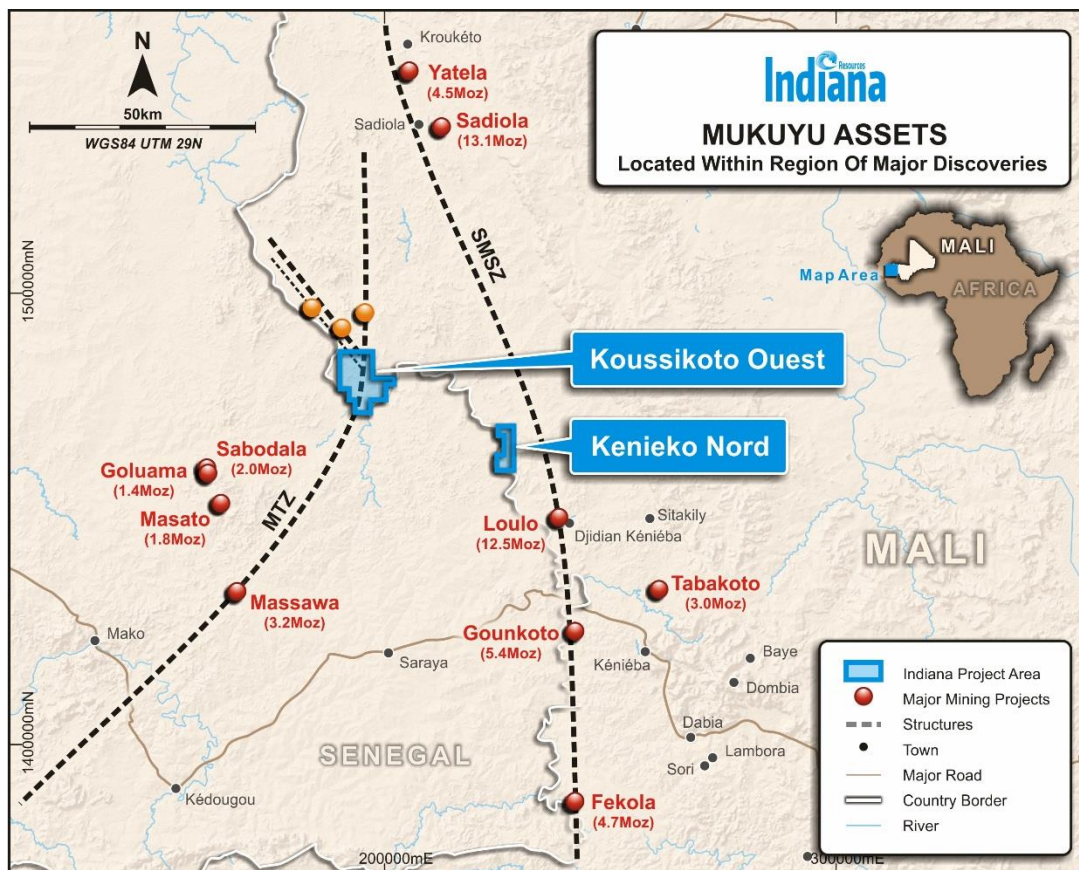 N
50km
WGS84 UTM 29N
Indiana
Resources
MUKUYU ASSETS
Located Within Region Of Major Discoveries
Kroukéto
Yatela
(4.5Moz)
Sadiola
Sadiola
(13.1Moz)
SMSZ
MALI
Map Area
AFRICA
1500000mN
Koussikoto Ouest
Kenieko Nord
Sabodala
(2.0Moz)
Goluama
(1.4Moz)
Masato
(1.8Moz)
MTZ
Loulo
(12.5Moz)
Sitakily
Djidian Kéniéba
MALI
Massawa
(3.2Moz)
Tabakoto
(3.0Moz)
Mako
Saraya
Gounkoto
(5.4Moz)
Kéniéba
Baye
Dombia
Dabia
Lambora
Sori
1400000mN
SENEGAL
Kédougou
Fekola
(4.7Moz)
Indiana Project Area
Major Mining Projects
Structures
Town
Major Road
Country Border
River
200000mE
300000mE